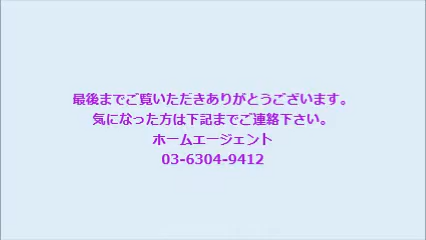 最後までご覧いただきありがとうございます。
気になった方は下記までご連絡下さい。
ホームエージェント
03-6304-9412